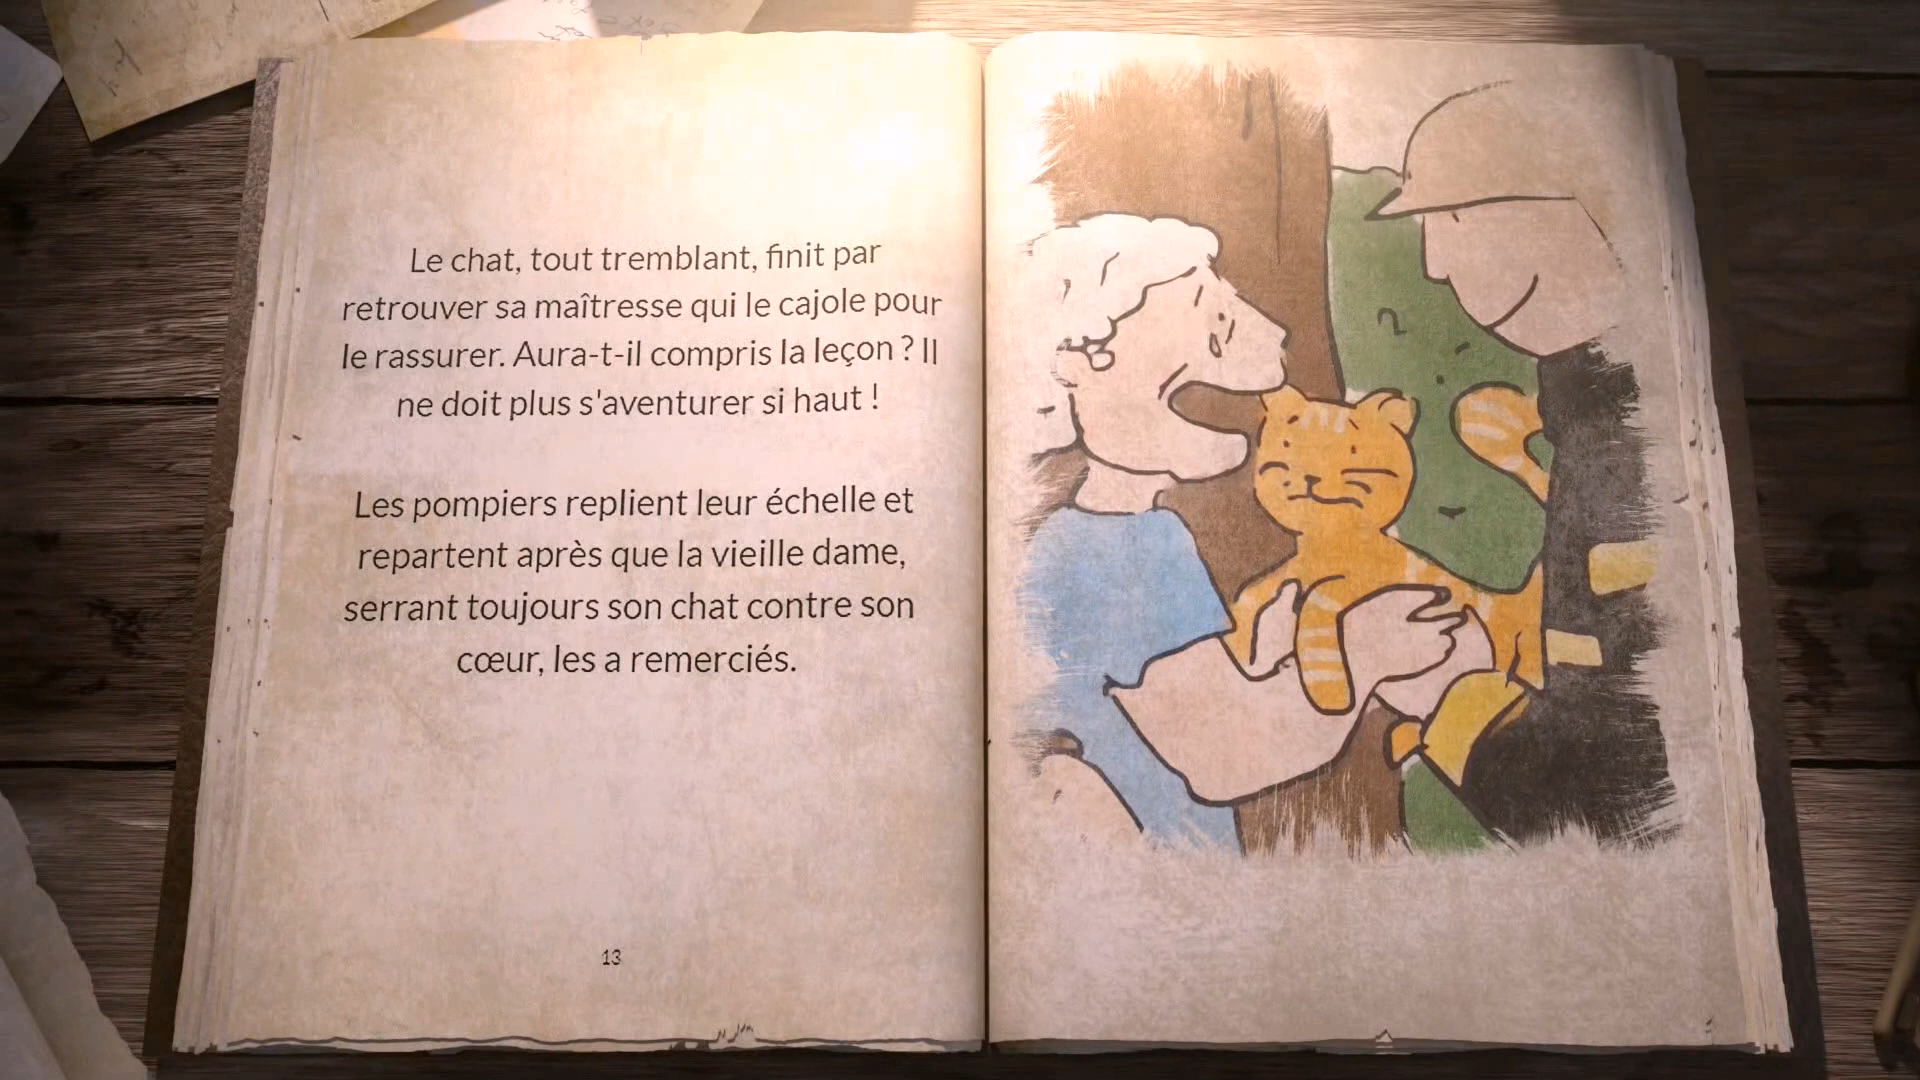 Le chat, tout tremblant, finit par
retrouver sa maîtresse qui le cajole pour
le rassurer. Aura-t-il compris la leçon ? Il
ne doit plus s'aventurer si haut !
Les pompiers replient leur échelle et
repartent après que la vieille dame,
serrant toujours son chat contre son
cœur, les a remerciés.
13